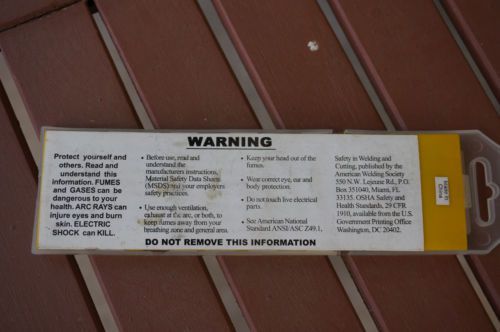 WARNING
Protect yourself and
others. Read and
understand this
information. FUMES
and GASES can be
dangerous to your
health. ARC RAYS can
injure eyes and burn
skin. ELECTRIC
SHOCK can KILL.
• Before use, read and
understand the
manufacturers instructions,
Material Safety Data Sheets
(MSDS) and your employers
safety practices.
• Use enough ventilation,
exhaust at the arc, or both, to
keep fumes away from your
breathing zone and general area.
• Keep your head out of the
fumes.
• Wear correct eye, ear and
body protection.
• Do not touch live electrical
parts.
• See American National
Standard ANSI/ASC Z49.1,
Safety in Welding and
Cutting, published by the
American Welding Society
550 N.W. Lejeune Rd., P.O.
Box 351040, Miami, FL
33135. OSHA Safety and
Health Standards, 29 CFR
1910, available from the U.S.
Government Printing Office
Washington, DC 20402.
DO NOT REMOVE THIS INFORMATION